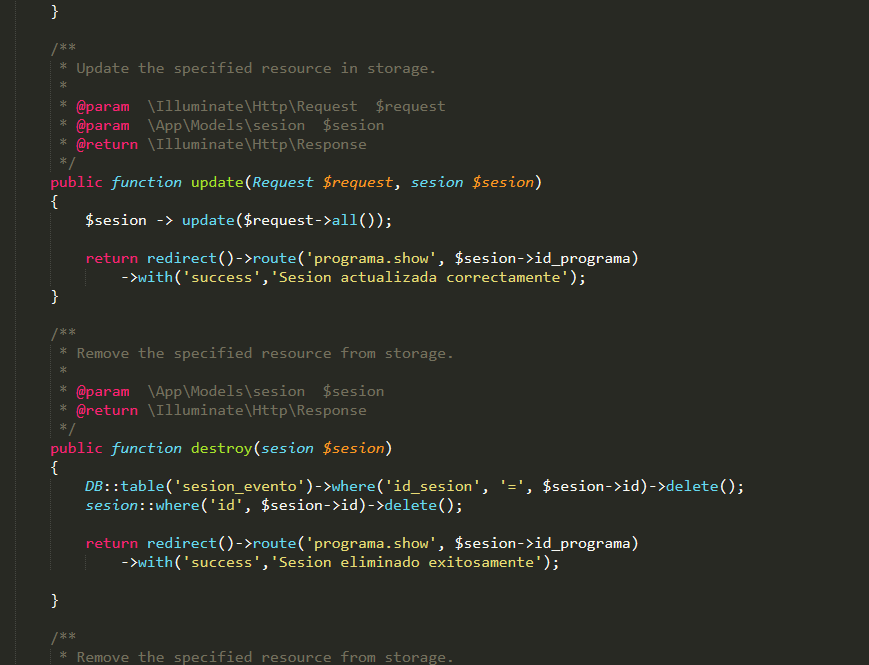 }
/**
* Update the specified resource in storage.
*
* @param  \Illuminate\Http\Request  $request
* @param  \App\Models\sesion  $sesion
* @return \Illuminate\Http\Response
*/
public function update(Request $request, sesion $sesion)
{
$sesion -> update($request->all());
return redirect()->route('programa.show', $sesion->id_programa)
->with('success','Sesion actualizada correctamente');
}
/**
* Remove the specified resource from storage.
*
* @param  \App\Models\sesion  $sesion
* @return \Illuminate\Http\Response
*/
public function destroy(sesion $sesion)
{
DB::table('sesion_evento')->where('id_sesion', '=', $sesion->id)->delete();
sesion::where('id', $sesion->id)->delete();
return redirect()->route('programa.show', $sesion->id_programa)
->with('success','Sesion eliminado exitosamente');
}
/**
* Remove the specified resource from storage.